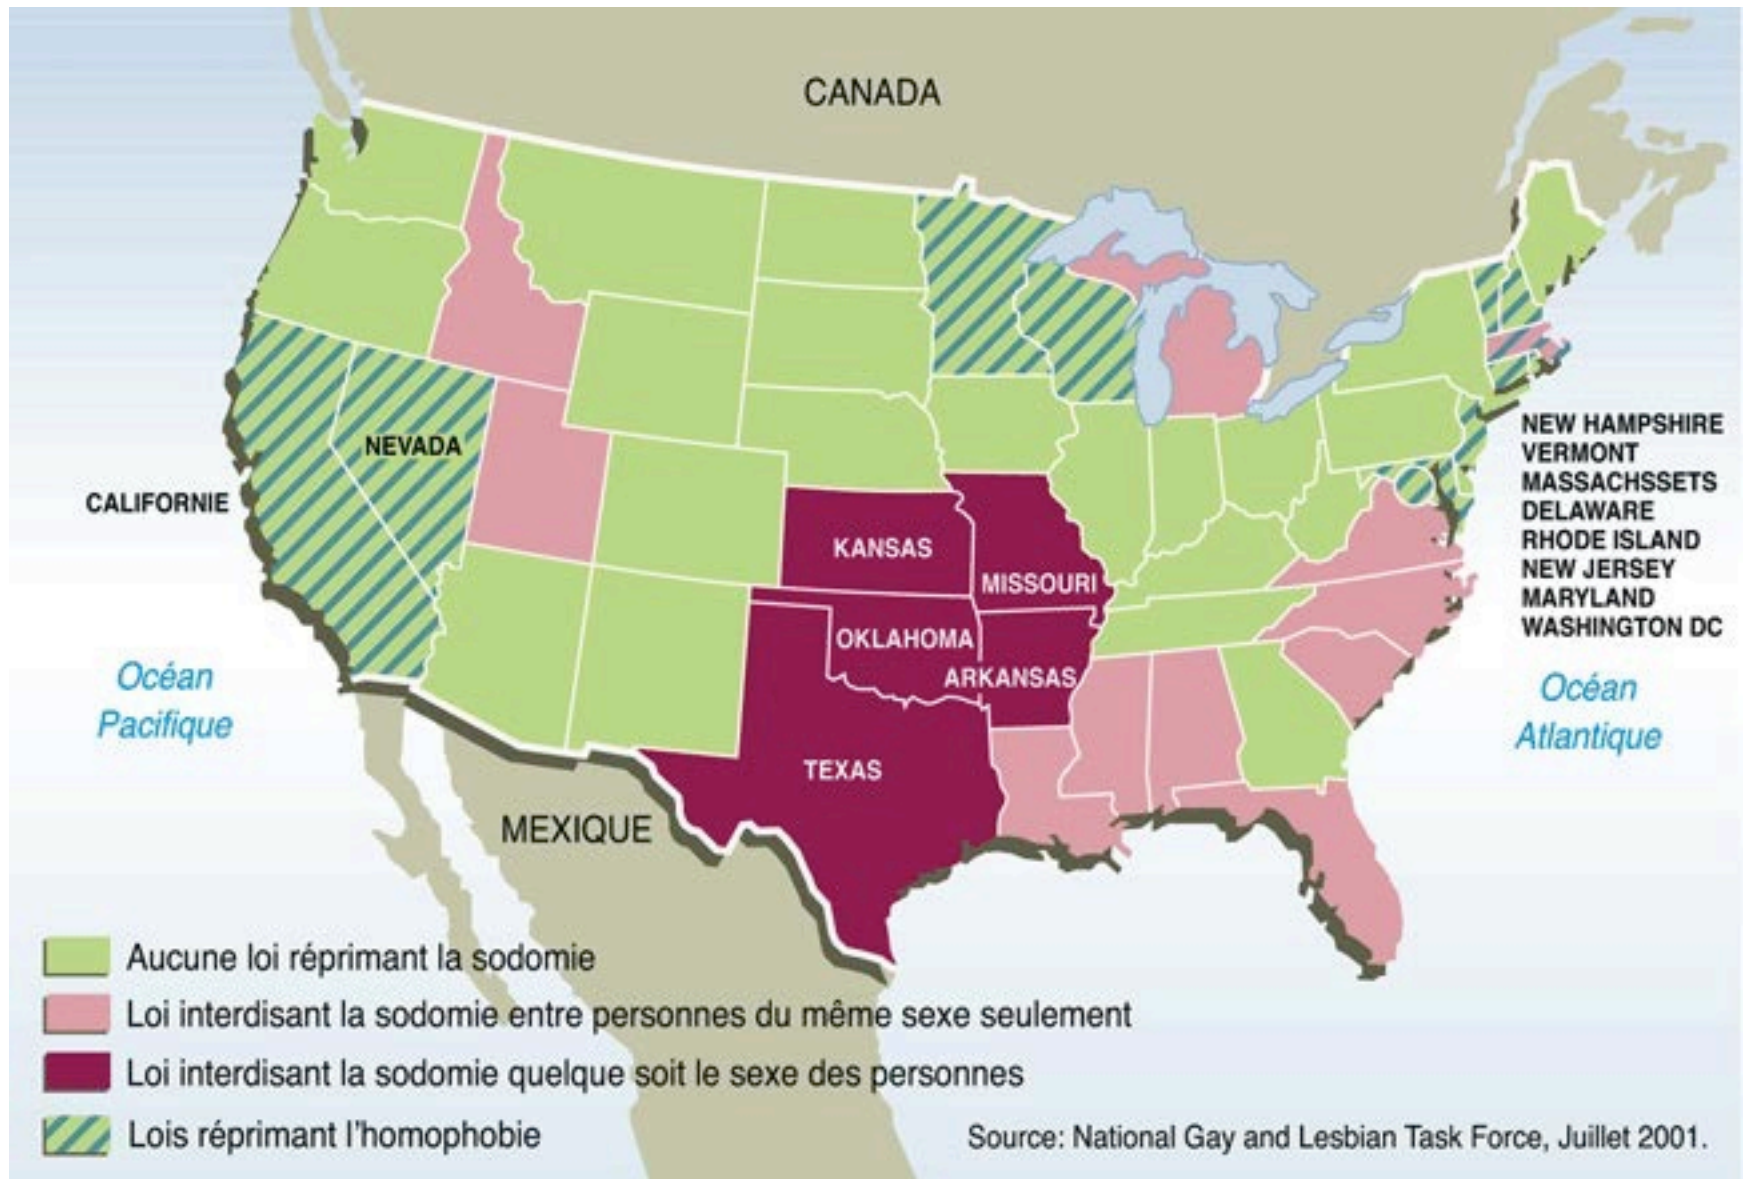 CANADA
NEVADA
CALIFORNIE
NEW HAMPSHIRE
VERMONT
MASSACHSSETS
DELAWARE
RHODE ISLAND
NEW JERSEY
MARYLAND
WASHINGTON DC
KANSAS
MISSOURI
OKLAHOMA
ARKANSAS
TEXAS
Océan
Pacifique
Océan
Atlantique
MEXIQUE
Aucune loi réprimant la sodomie
Loi interdisant la sodomie entre personnes du même sexe seulement
Loi interdisant la sodomie quelque soit le sexe des personnes
Lois réprimant l'homophobie
Source: National Gay and Lesbian Task Force, Juillet 2001.